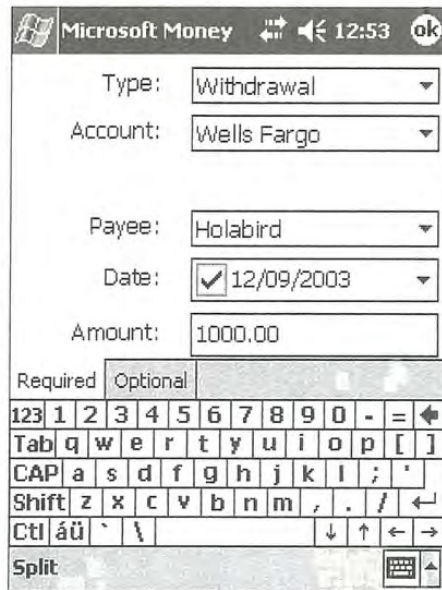 Microsoft Money 12:53 ok
Type: Withdrawal
Account: Wells Fargo
Payee: Holabird
Date: 12/09/2003
Amount: 1000.00
Required Optional
123 1 2 3 4 5 6 7 8 9 0 - =
Tab q w e r t y u i o p [ ]
CAP a s d f g h j k l ; '
Shift z x c v b n m , . /
Ctl áü ` \ ↓ ↑ ← →
Split